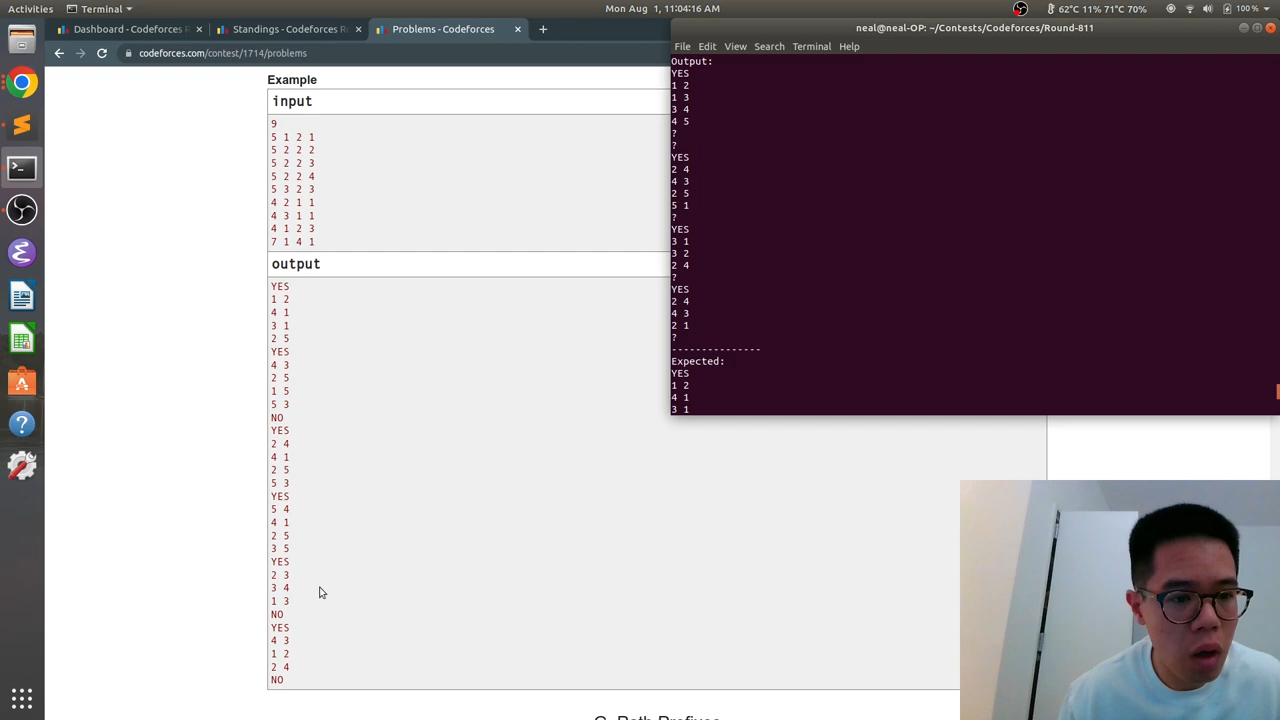 Activities
Terminal
Mon Aug 1, 11:04:16 AM
62°C 11% 71°C 70%
100 %
Dashboard - Codeforces R
Standings - Codeforces Ro
Problems - Codeforces
codeforces.com/contest/1714/problems
Example
input
9
5 1 2 1
5 2 2 2
5 2 2 3
5 2 2 4
5 3 2 3
4 2 1 1
4 3 1 1
4 1 2 3
7 1 4 1
output
YES
1 2
4 1
3 1
2 5
YES
4 3
2 5
1 5
5 3
NO
YES
2 4
4 1
2 5
5 3
YES
5 4
4 1
2 5
3 5
YES
2 3
3 4
1 3
NO
YES
4 3
1 2
2 4
NO
G. Path Prefixes
neal@neal-OP: ~/Contests/Codeforces/Round-811
File Edit View Search Terminal Help
Output:
YES
1 2
1 3
3 4
4 5
?
?
YES
2 4
4 3
2 5
5 1
?
YES
3 1
3 2
2 4
?
YES
2 4
4 3
2 1
?
---------------
Expected:
YES
1 2
4 1
3 1